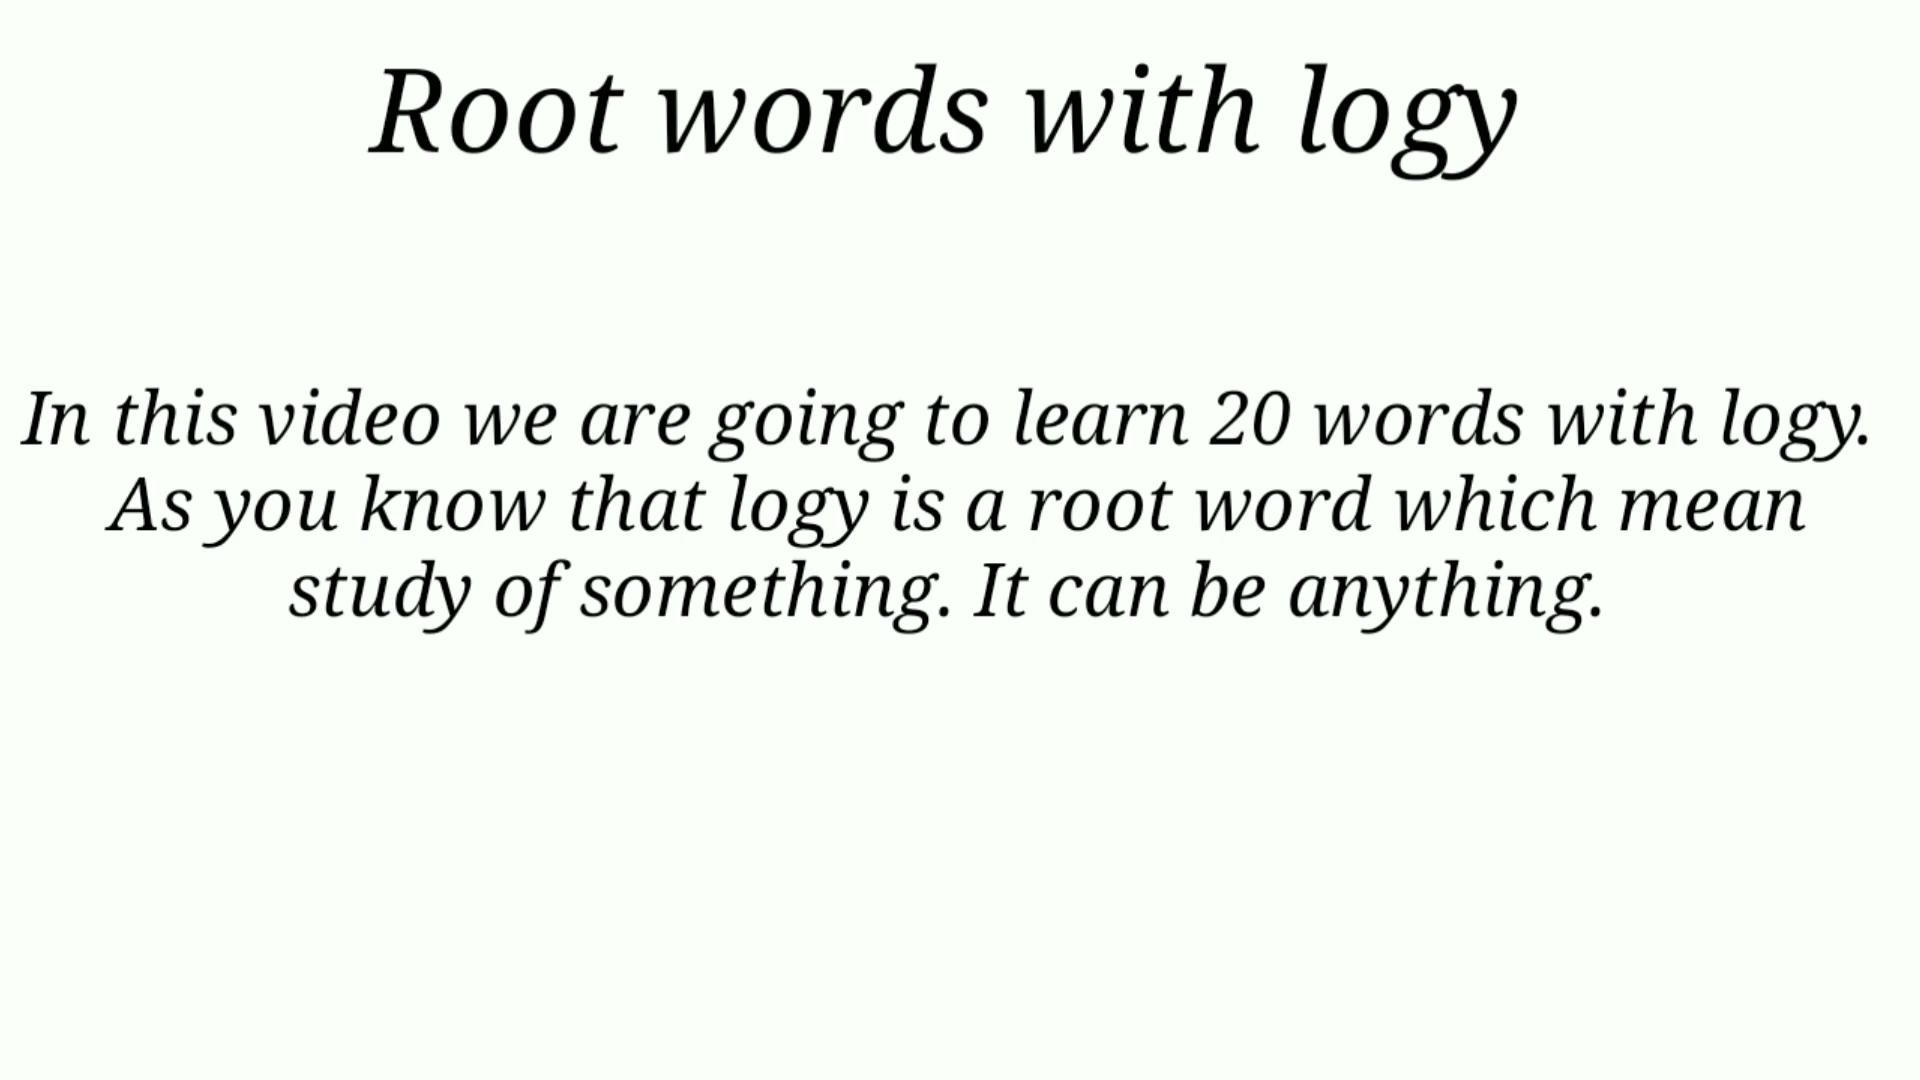 Root words with logy
In this video we are going to learn 20 words with logy.
As you know that logy is a root word which mean
study of something. It can be anything.